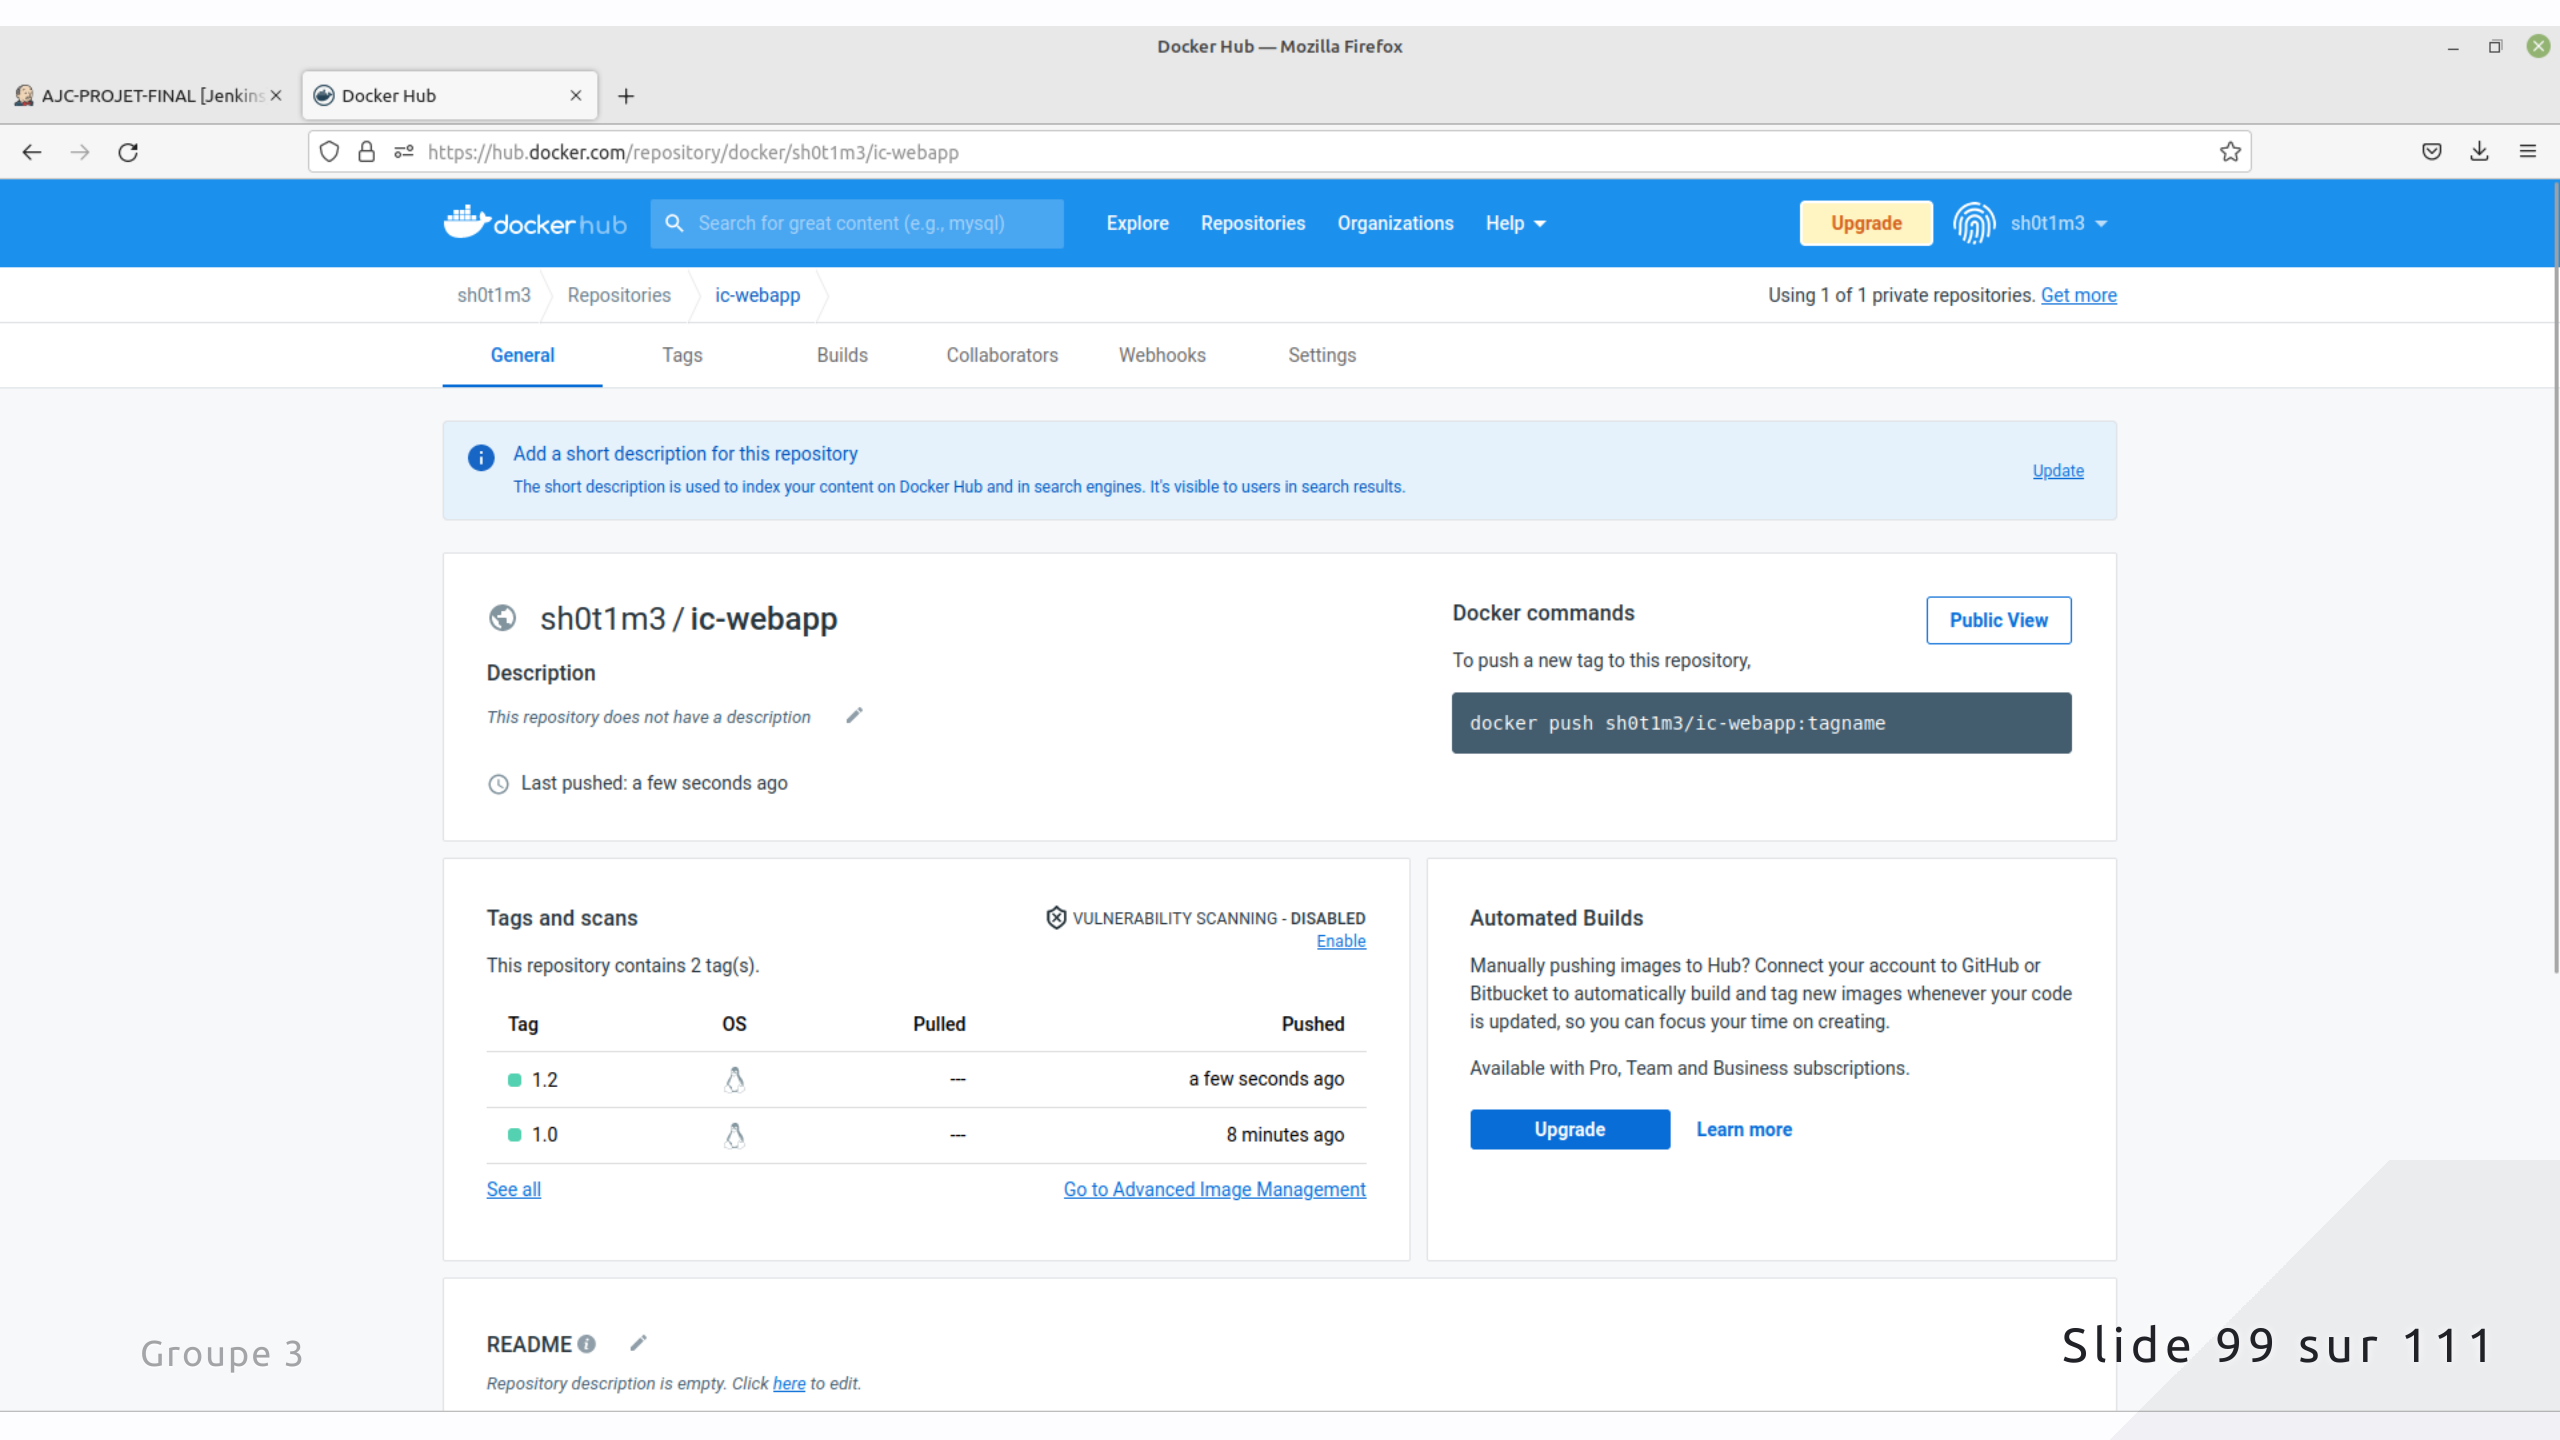 Docker Hub — Mozilla Firefox
AJC-PROJET-FINAL [Jenkins
Docker Hub
https://hub.docker.com/repository/docker/sh0t1m3/ic-webapp
docker hub
Search for great content (e.g., mysql)
Explore
Repositories
Organizations
Help
Upgrade
sh0t1m3
sh0t1m3
Repositories
ic-webapp
Using 1 of 1 private repositories. Get more
General
Tags
Builds
Collaborators
Webhooks
Settings
Add a short description for this repository
The short description is used to index your content on Docker Hub and in search engines. It's visible to users in search results.
Update
sh0t1m3 / ic-webapp
Description
This repository does not have a description
Last pushed: a few seconds ago
Docker commands
Public View
To push a new tag to this repository,
docker push sh0t1m3/ic-webapp:tagname
Tags and scans
VULNERABILITY SCANNING - DISABLED
Enable
This repository contains 2 tag(s).
Tag OS Pulled Pushed
1.2 --- a few seconds ago
1.0 --- 8 minutes ago
See all
Go to Advanced Image Management
Automated Builds
Manually pushing images to Hub? Connect your account to GitHub or
Bitbucket to automatically build and tag new images whenever your code
is updated, so you can focus your time on creating.
Available with Pro, Team and Business subscriptions.
Upgrade
Learn more
README
Repository description is empty. Click here to edit.
Groupe 3
Slide 99 sur 111